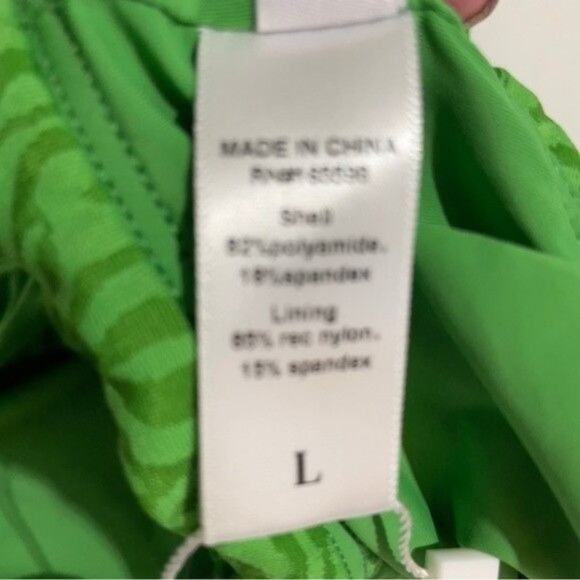 MADE IN CHINA
Shell
82%polyamide.
18%spandex
Lining
85% rec nylon.
15% spandex
L